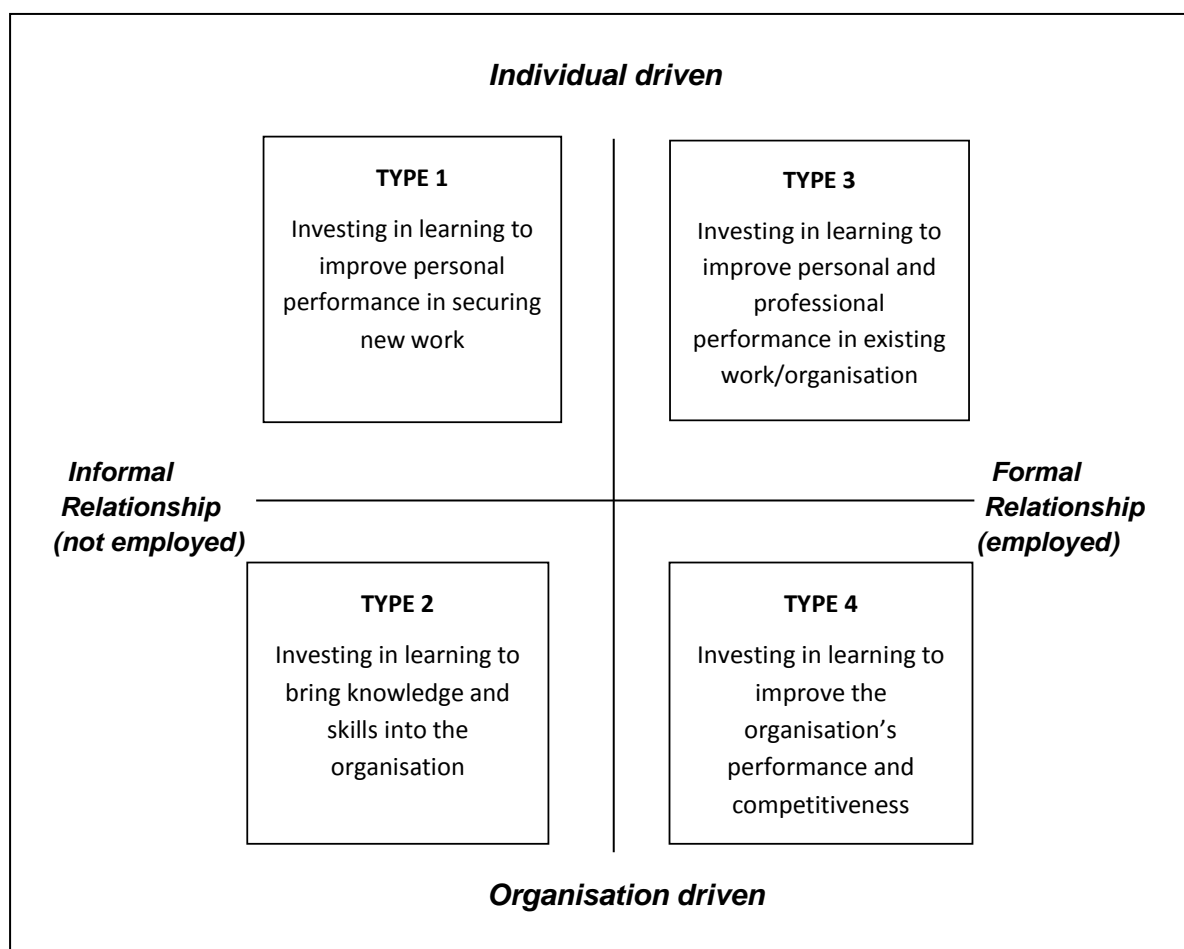 Individual driven
TYPE 1
Investing in learning to
improve personal
performance in securing
new work
TYPE 3
Investing in learning to
improve personal and
professional
performance in existing
work/organisation
Informal
Relationship
(not employed)
Formal
Relationship
(employed)
TYPE 2
Investing in learning to
bring knowledge and
skills into the
organisation
TYPE 4
Investing in learning to
improve the
organisation’s
performance and
competitiveness
Organisation driven